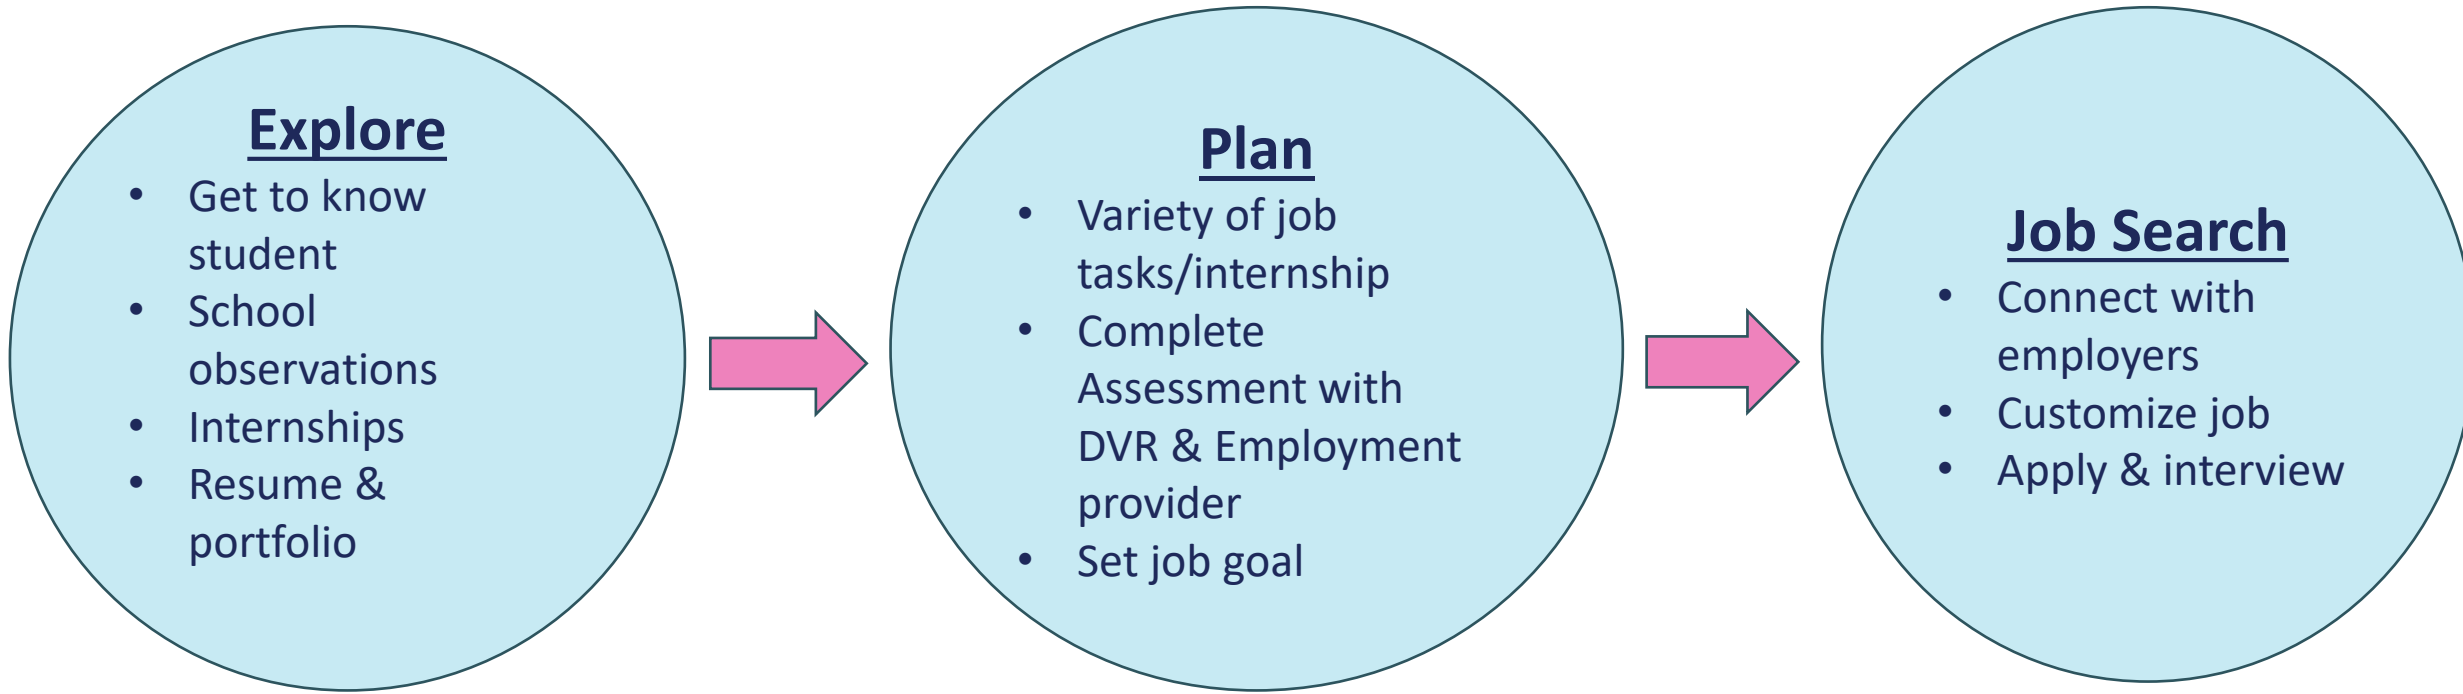 Explore
• Get to know
student
• School
observations
• Internships
• Resume &
portfolio
Plan
• Variety of job
tasks/internship
• Complete
Assessment with
DVR & Employment
provider
• Set job goal
Job Search
• Connect with
employers
• Customize job
• Apply & interview